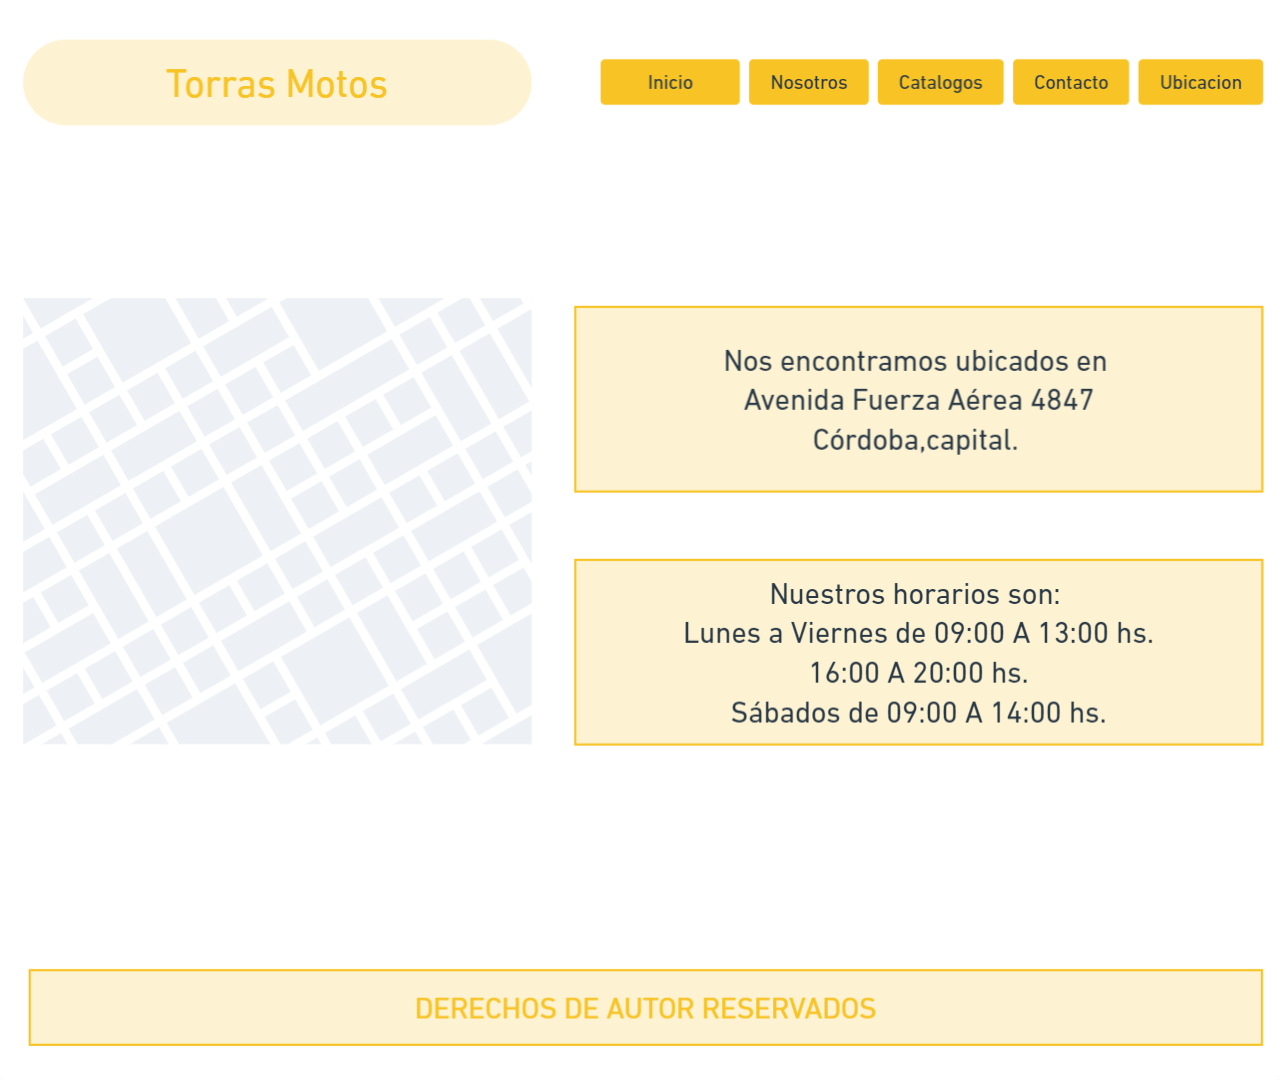 Torras Motos
Inicio
Nosotros
Catalogos
Contacto
Ubicacion
Nos encontramos ubicados en
Avenida Fuerza Aérea 4847
Córdoba,capital.
Nuestros horarios son:
Lunes a Viernes de 09:00 A 13:00 hs.
16:00 A 20:00 hs.
Sábados de 09:00 A 14:00 hs.
DERECHOS DE AUTOR RESERVADOS